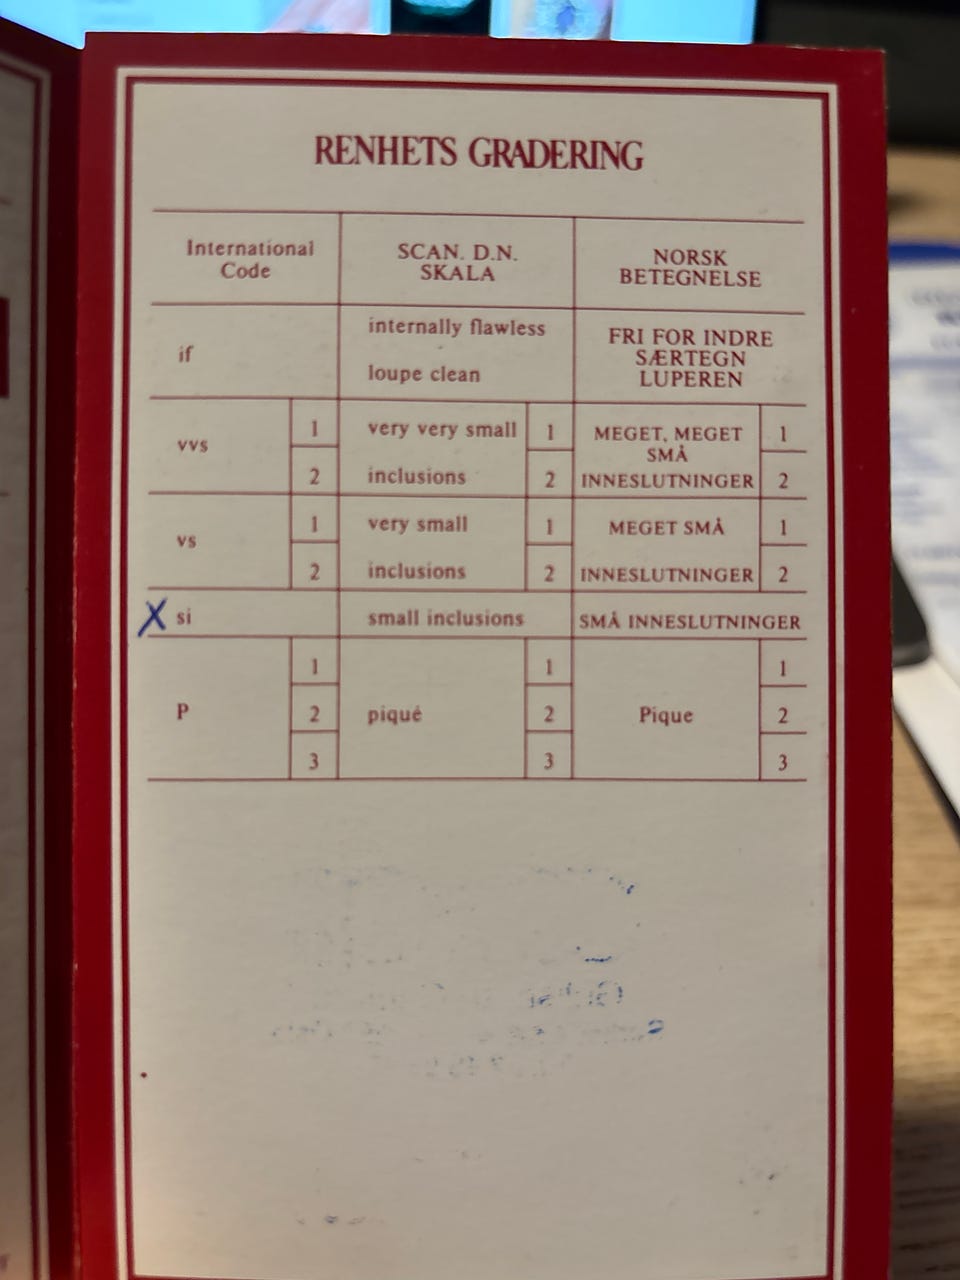 RENHETS GRADERING
International
Code
SCAN. D.N.
SKALA
NORSK
BETEGNELSE
if
internally flawless
loupe clean
FRI FOR INDRE
SÆRTEGN
LUPEREN
vvs
1
2
very very small
inclusions
1
2
MEGET, MEGET
SMÅ
INNESLUTNINGER
1
2
vs
1
2
very small
inclusions
1
2
MEGET SMÅ
INNESLUTNINGER
1
2
X si
small inclusions
SMÅ INNESLUTNINGER
P
1
2
3
piqué
1
2
3
Pique
1
2
3